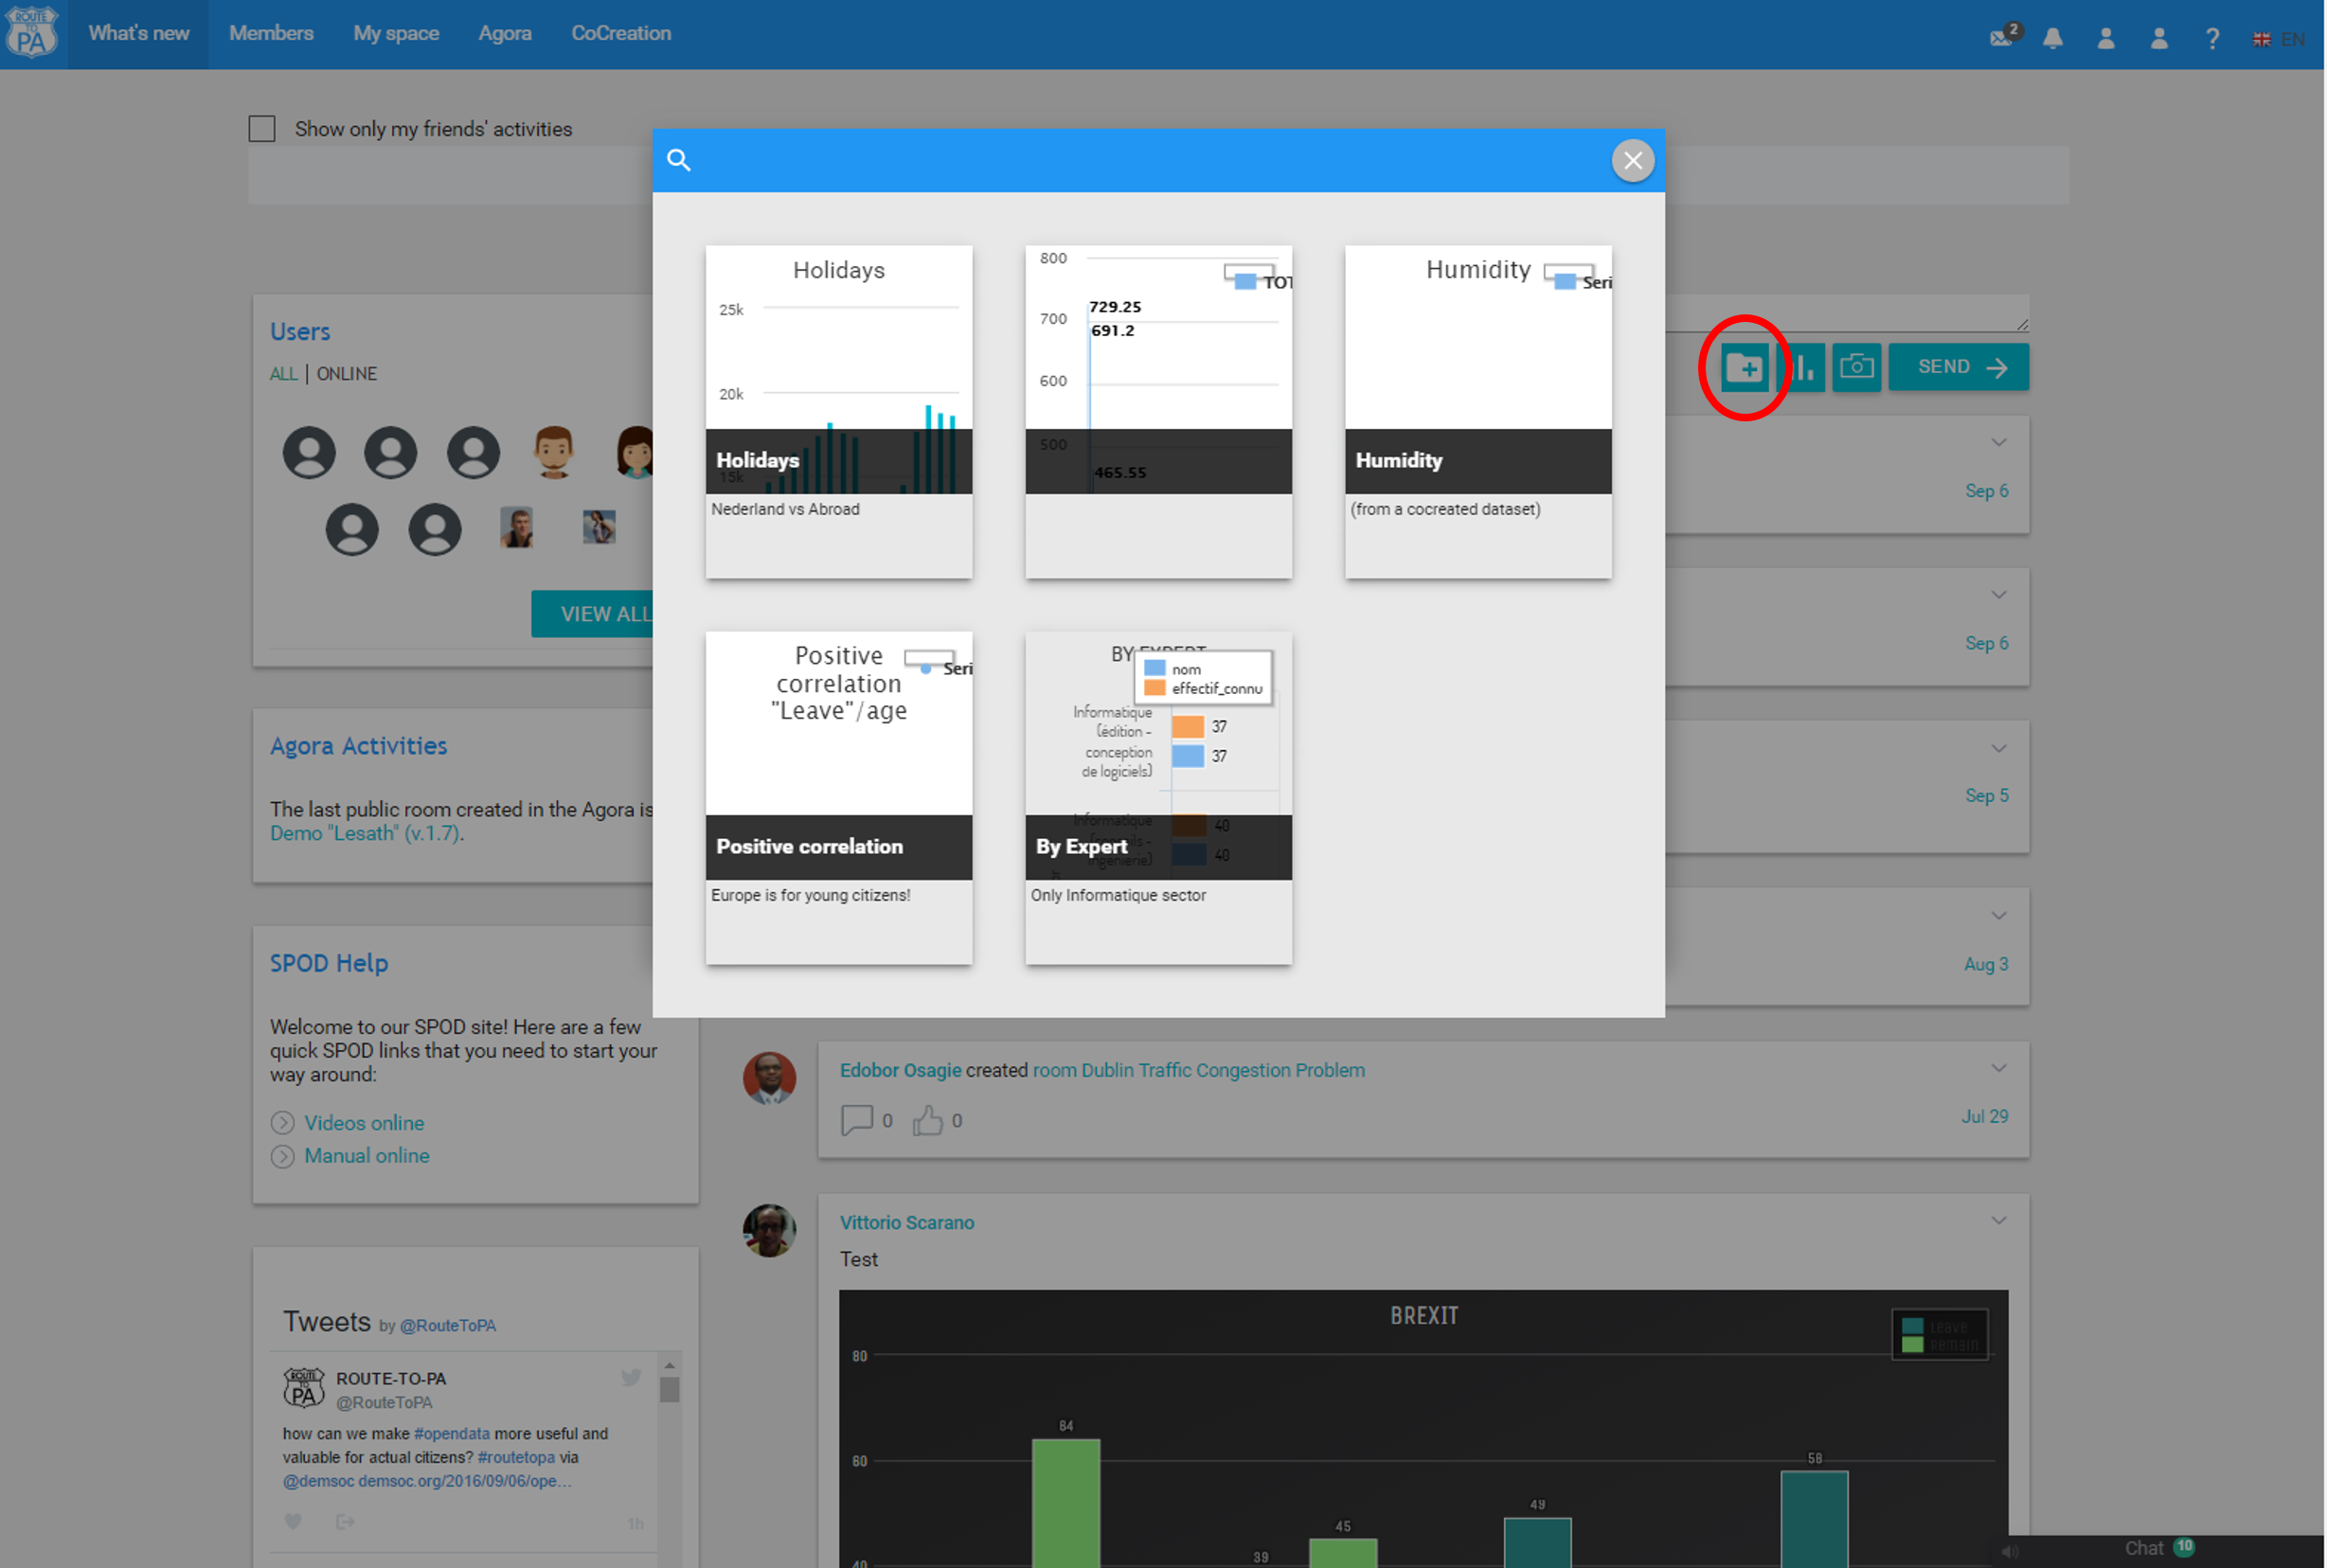 ROUTE
TO
PA
What's new
Members
My space
Agora
CoCreation
2
?
EN
Show only my friends' activities
Users
ALL | ONLINE
VIEW ALL
Agora Activities
The last public room created in the Agora is
Demo "Lesath" (v.1.7).
SPOD Help
Welcome to our SPOD site! Here are a few
quick SPOD links that you need to start your
way around:
Videos online
Manual online
Tweets by @RouteToPA
ROUTE
TO
PA
ROUTE-TO-PA
@RouteToPA
how can we make #opendata more useful and
valuable for actual citizens? #routetopa via
@demsoc demsoc.org/2016/09/06/ope...
1h
Holidays
25k
20k
15k
Holidays
Nederland vs Abroad
800
TOT
729.25
700
691.2
600
500
465.55
Humidity
Seri
Humidity
(from a cocreated dataset)
Positive
correlation
"Leave"/age
Seri
Positive correlation
Europe is for young citizens!
BY EXPERT
nom
effectif_connu
Informatique
(édition -
conception
de logiciels)
37
37
Informatique
ingénierie)
40
40
By Expert
Only Informatique sector
SEND
Sep 6
Sep 6
Sep 5
Aug 3
Edobor Osagie created room Dublin Traffic Congestion Problem
0
0
Jul 29
Vittorio Scarano
Test
BREXIT
Leave
Remain
80
64
60
58
49
45
39
40
Chat 10